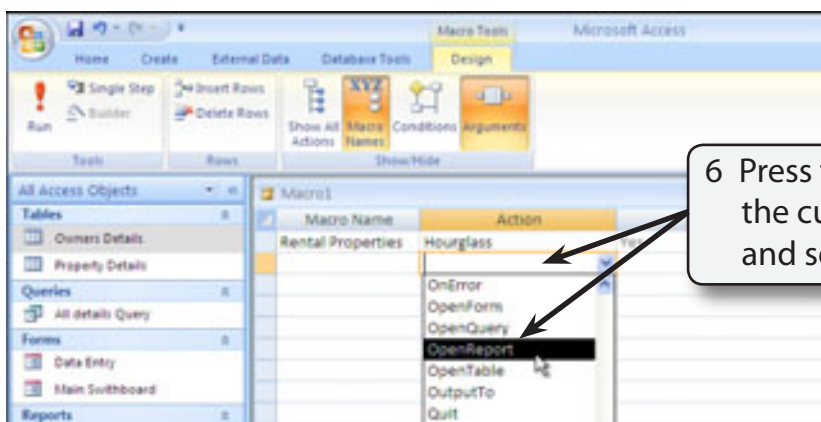 Macro Tools
Microsoft Access
Home Create External Data Database Tools Design
Single Step
Insert Rows
XYZ
Builder
Delete Rows
Run
Show All Actions
Macro Names
Conditions
Arguments
Tools
Rows
Show/Hide
All Access Objects
Macro1
Tables
Macro Name
Action
Owners Details
Rental Properties
Hourglass
Yes
Property Details
Queries
All details Query
Forms
Data Entry
Main Swithboard
Reports
OnError
OpenForm
OpenQuery
OpenReport
OpenTable
OutputTo
Quit
6 Press
the cu
and se